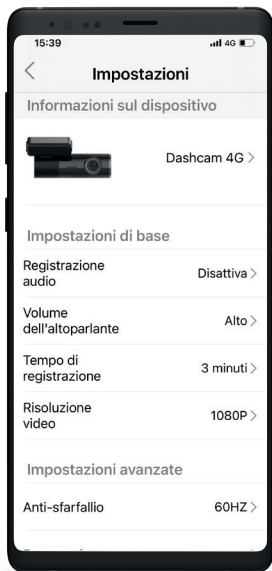 15:39 4G
Impostazioni
Informazioni sul dispositivo
Dashcam 4G
Impostazioni di base
Registrazione
audio
Disattiva
Volume
dell'altoparlante
Alto
Tempo di
registrazione
3 minuti
Risoluzione
video
1080P
Impostazioni avanzate
Anti-sfarfallio
60HZ